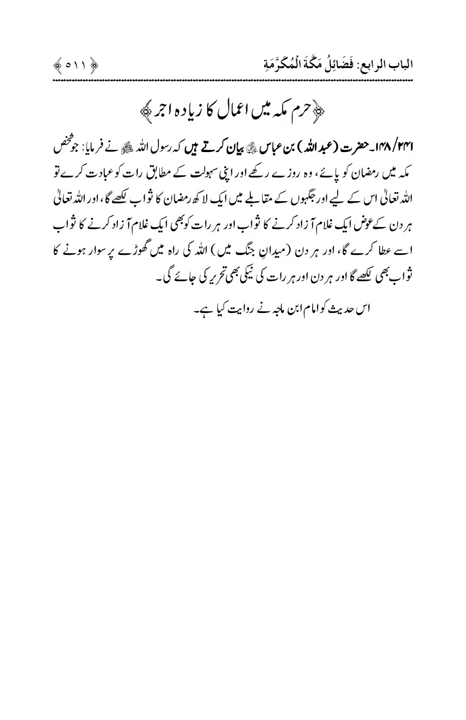 الباب الرابع: فَضَائِلُ مَكَّةَ الْمُكَرَّمَةِ ﴿۵۱۱﴾
﴿حرم مکہ میں اعمال کا زیادہ اجر﴾
۱۴۸/۲۴۱۔ حضرت (عبد اللہ) بن عباس ﷠ بیان کرتے ہیں کہ رسول اللہ ﷺ نے فرمایا: جو شخص
مکہ میں رمضان کو پائے، وہ روزے رکھے اور اپنی سہولت کے مطابق رات کو عبادت کرے تو
اللہ تعالیٰ اس کے لیے اور جگہوں کے مقابلے میں ایک لاکھ رمضان کا ثواب لکھے گا، اور اللہ تعالیٰ
ہر دن کے عوض ایک غلام آزاد کرنے کا ثواب اور ہر رات کو بھی ایک غلام آزاد کرنے کا ثواب
اسے عطا کرے گا، اور ہر دن (میدانِ جنگ میں) اللہ کی راہ میں گھوڑے پر سوار ہونے کا
ثواب بھی لکھے گا اور ہر دن اور ہر رات کی نیکی بھی تحریر کی جائے گی۔
اس حدیث کو امام ابن ماجہ نے روایت کیا ہے۔